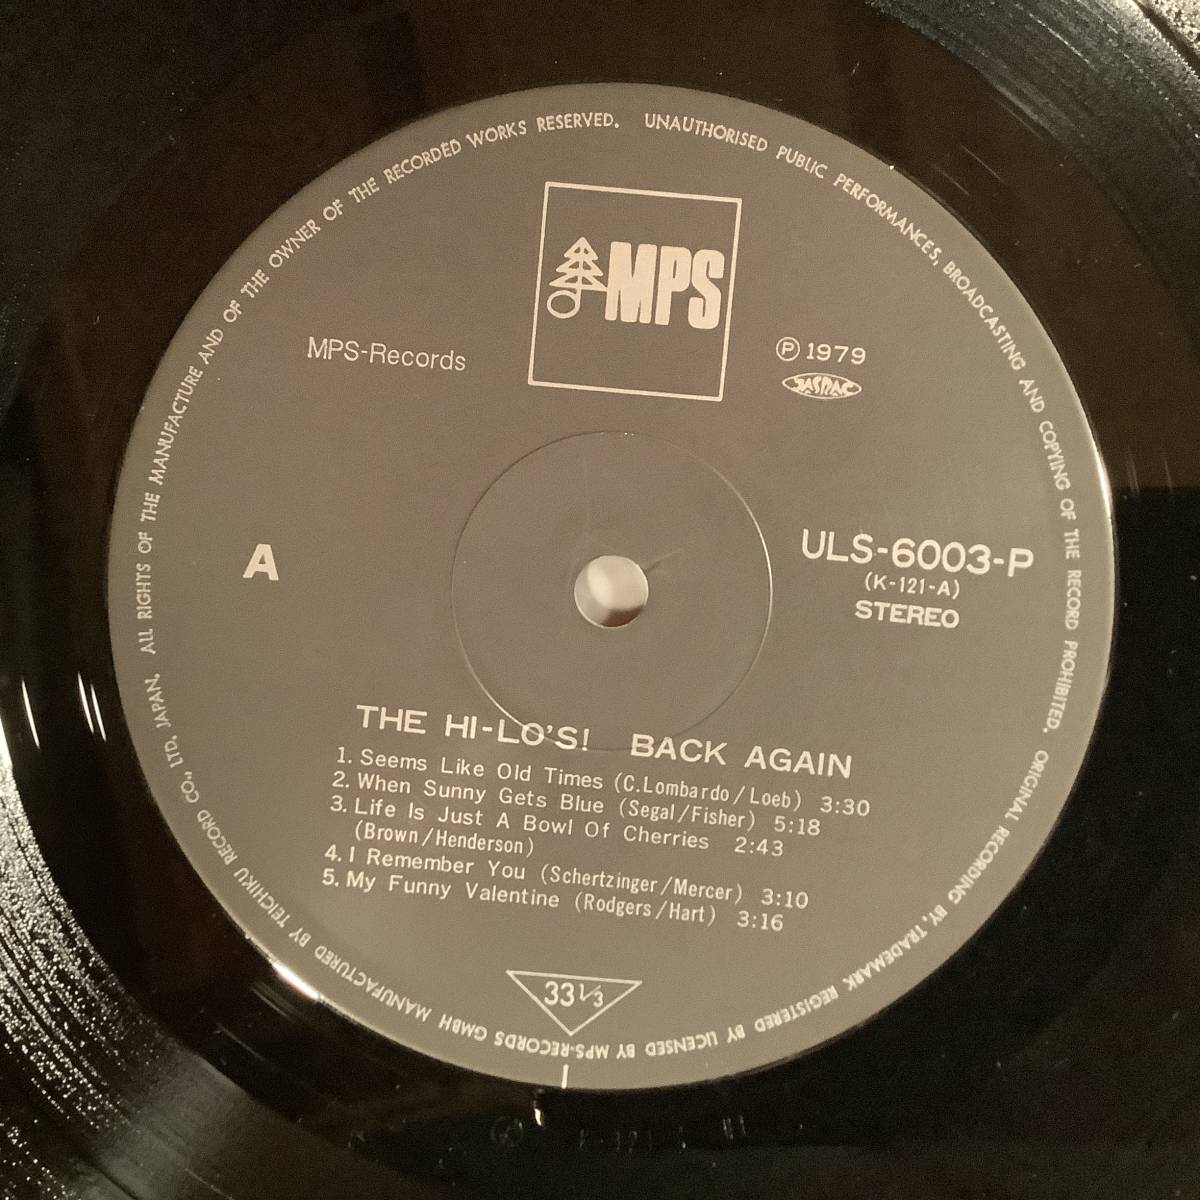 ALL RIGHTS OF THE MANUFACTURE AND OF THE OWNER OF THE RECORDED WORKS RESERVED. UNAUTHORISED PUBLIC PERFORMANCES, BROADCASTING AND COPYING OF THE RECORD PROHIBITED. ORIGINAL RECORDING BY, TRADEMARK REGISTERED BY LICENSED BY MPS-RECORDS GMBH MANUFACTURED BY TEICHIKU RECORD CO., LTD. JAPAN.
MPS
MPS-Records
Ⓟ 1979
JASRAC
A
ULS-6003-P
(K-121-A)
STEREO
THE HI-LO'S! BACK AGAIN
1. Seems Like Old Times (C.Lombardo/Loeb) 3:30
2. When Sunny Gets Blue (Segal/Fisher) 5:18
3. Life Is Just A Bowl Of Cherries 2:43
(Brown/Henderson)
4. I Remember You (Schertzinger/Mercer) 3:10
5. My Funny Valentine (Rodgers/Hart) 3:16
33⅓